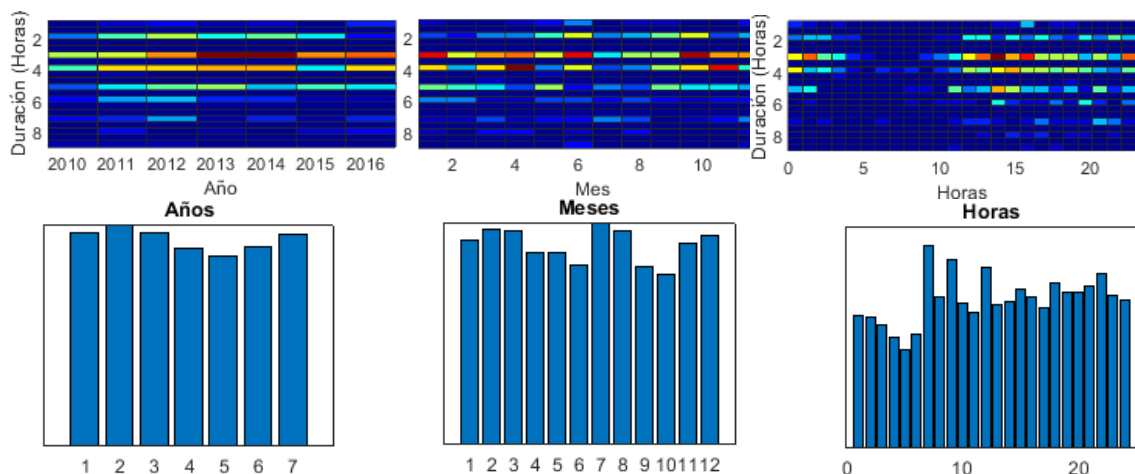 Duración (Horas)
2
4
6
8
2010 2011 2012 2013 2014 2015 2016
Año
2
4
6
8
2 4 6 8 10
Mes
Duración (Horas)
2
4
6
8
0 5 10 15 20
Horas
Años
1 2 3 4 5 6 7
Meses
1 2 3 4 5 6 7 8 9 10 11 12
Horas
0 10 20